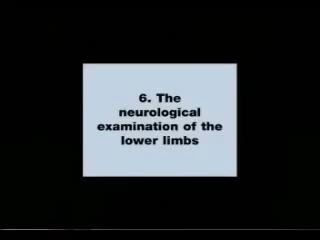 6. The
neurological
examination of the
lower limbs